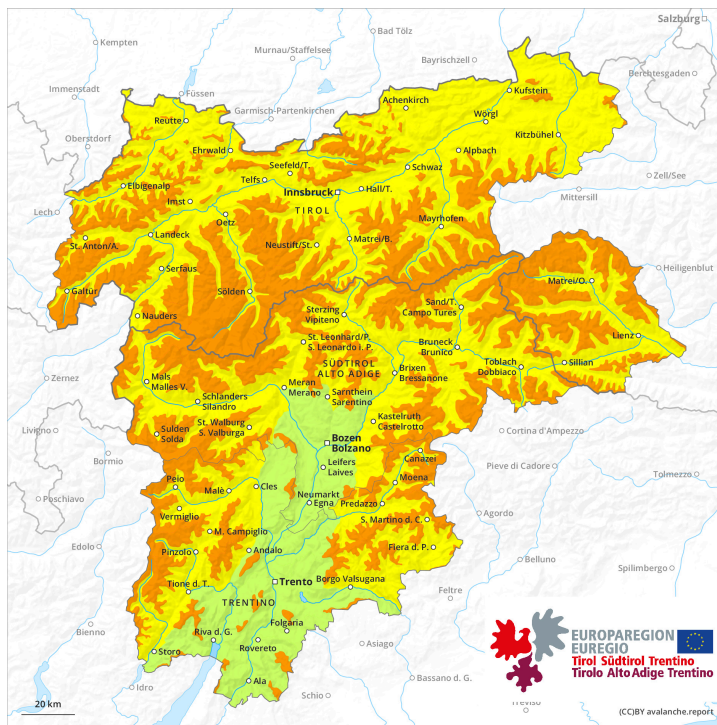 Salzburg
Kempten
Bad Tölz
Murnau/Staffelsee
Bayrischzell
Berchtesgaden
Immenstadt
Füssen
Garmisch-Partenkirchen
Achenkirch
Kufstein
Reutte
Wörgl
Oberstdorf
Ehrwald
Kitzbühel
Alpbach
Seefeld/T.
Schwaz
Zell/See
Elbigenalp
Telfs
Innsbruck
Hall/T.
Mittersill
Imst
Lech
TIROL
Oetz
Mayrhofen
St. Anton/A.
Landeck
Neustift/St.
Matrei/B.
Heiligenblut
Serfaus
Matrei/O.
Galtür
Sölden
Nauders
Sterzing
Vipiteno
Sand/T.
Campo Tures
Lienz
St. Leonhard/P.
S. Leonardo i. P.
Bruneck
Brunico
SÜDTIROL
ALTO ADIGE
Toblach
Dobbiaco
Sillian
Zernez
Mals
Malles V.
Meran
Merano
Brixen
Bressanone
Sarnthein
Sarentino
Schlanders
Silandro
Kastelruth
Castelrotto
Livigno
St. Walburg
S. Valburga
Sulden
Solda
Bozen
Bolzano
Cortina d'Ampezzo
Bormio
Canazei
Leifers
Laives
Pieve di Cadore
Tolmezzo
Peio
Moena
Malè
Cles
Neumarkt
Egna
Predazzo
Poschiavo
Vermiglio
S. Martino d. C.
Agordo
M. Campiglio
Edolo
Pinzolo
Andalo
Fiera d. P.
Belluno
Spilimbergo
Tione d. T.
Trento
Borgo Valsugana
Feltre
TRENTINO
Bienno
Folgaria
Riva d. G.
Rovereto
Asiago
Storo
Bassano d. G.
Ala
Idro
Schio
Treviso
EUROPAREGION
EUREGIO
Tirol Südtirol Trentino
Tirolo Alto Adige Trentino
20 km
(CC)BY avalanche.report